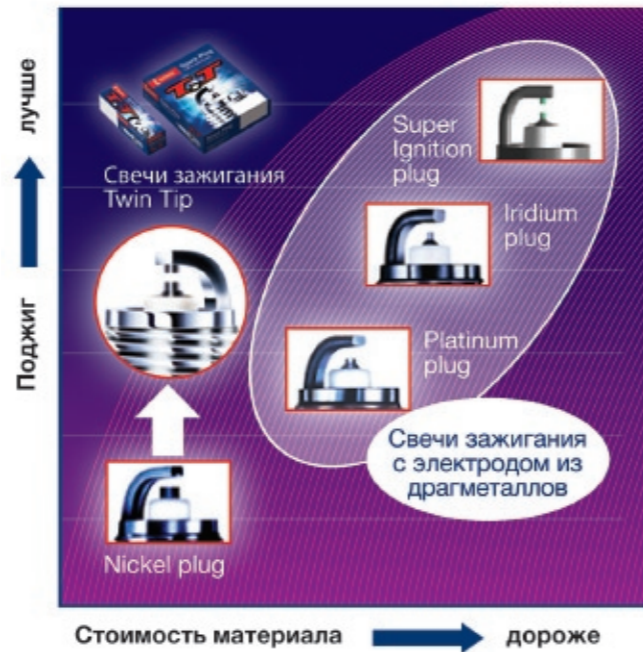 лучше
Поджиг
TT
Свечи зажигания
Twin Tip
Super
Ignition
plug
Iridium
plug
Platinum
plug
Свечи зажигания
с электродом из
драгметаллов
Nickel plug
Стоимость материала
дороже